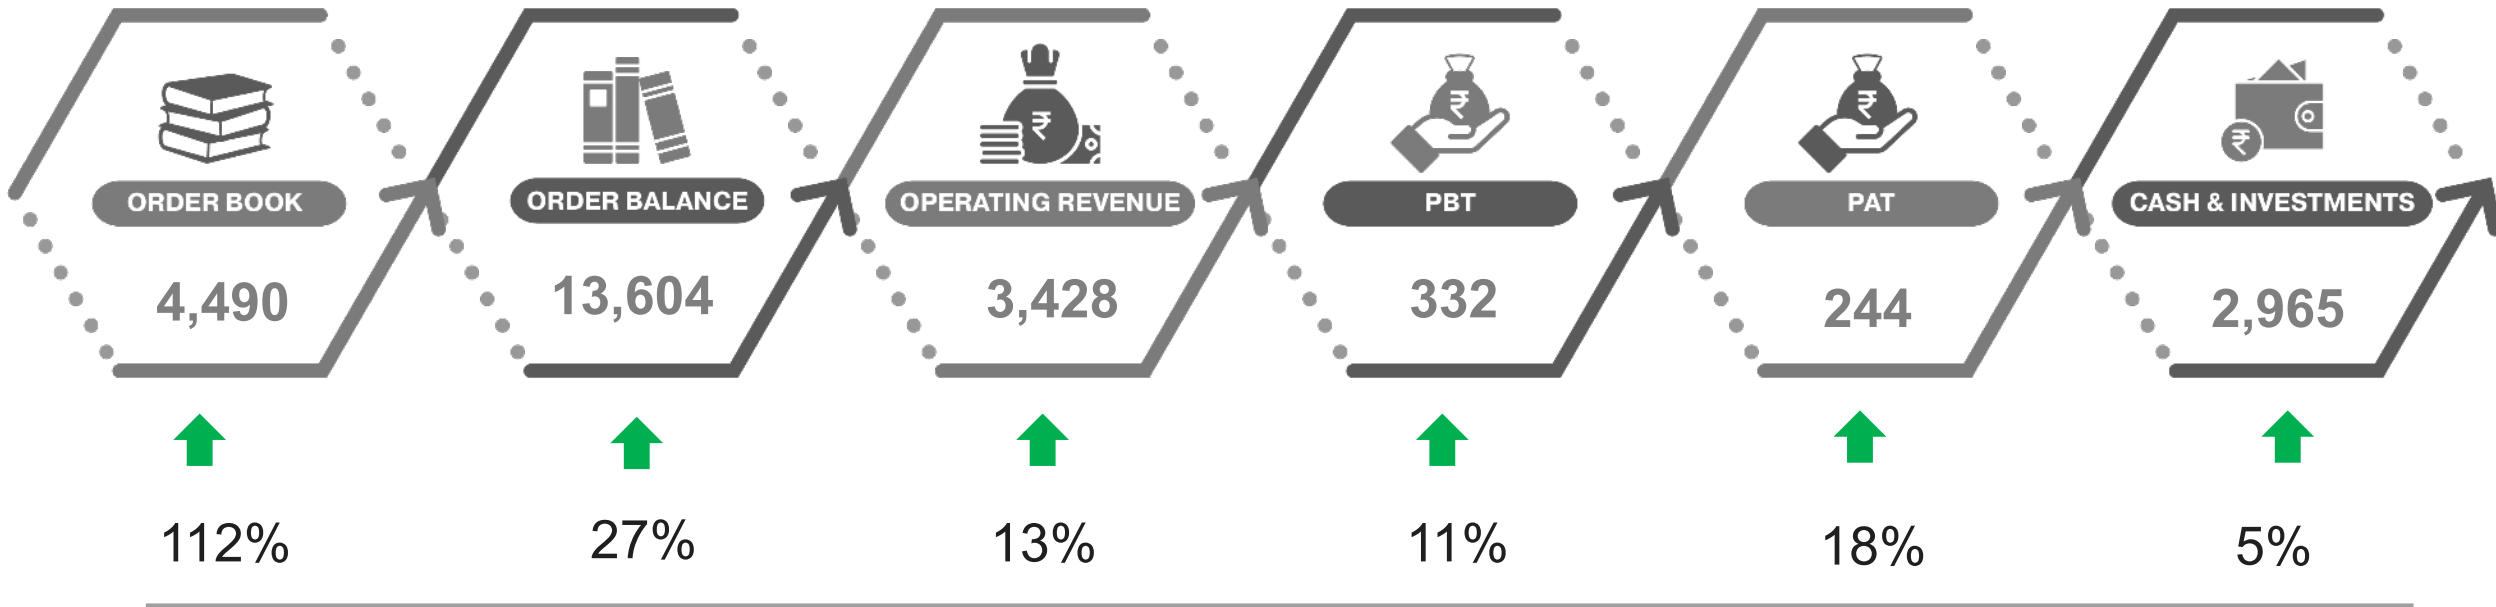 ORDER BOOK
ORDER BALANCE
OPERATING REVENUE
PBT
PAT
CASH & INVESTMENTS
4,490
13,604
3,428
332
244
2,965
112%
27%
13%
11%
18%
5%